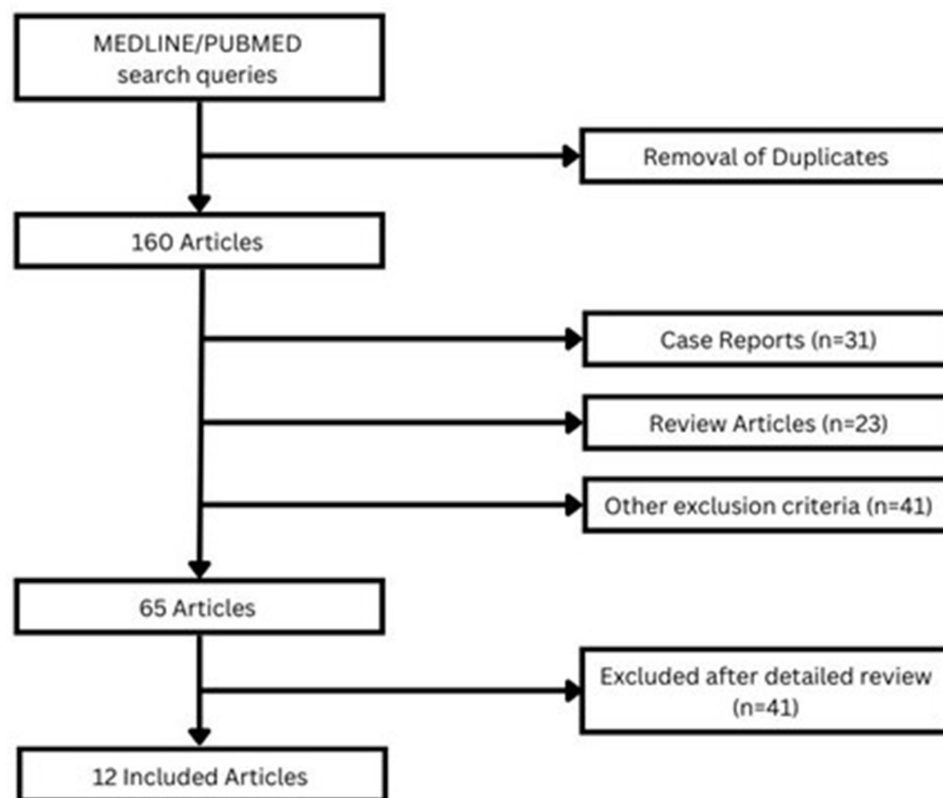 MEDLINE/PUBMED
search queries
Removal of Duplicates
160 Articles
Case Reports (n=31)
Review Articles (n=23)
Other exclusion criteria (n=41)
65 Articles
Excluded after detailed review
(n=41)
12 Included Articles